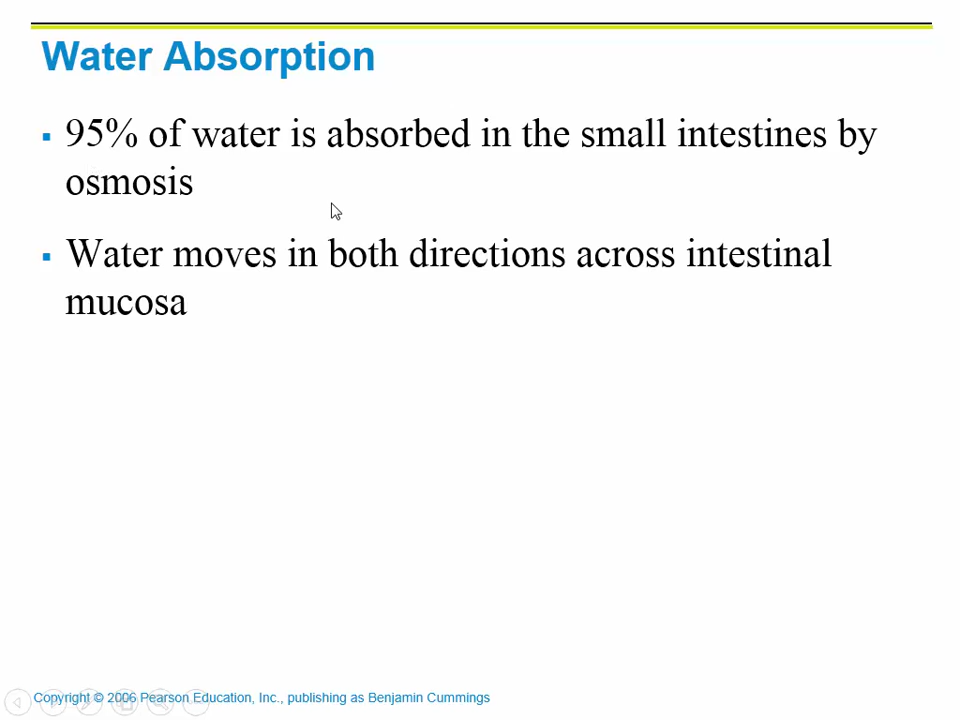 Water Absorption
▪ 95% of water is absorbed in the small intestines by
osmosis
▪ Water moves in both directions across intestinal
mucosa
Copyright © 2006 Pearson Education, Inc., publishing as Benjamin Cummings